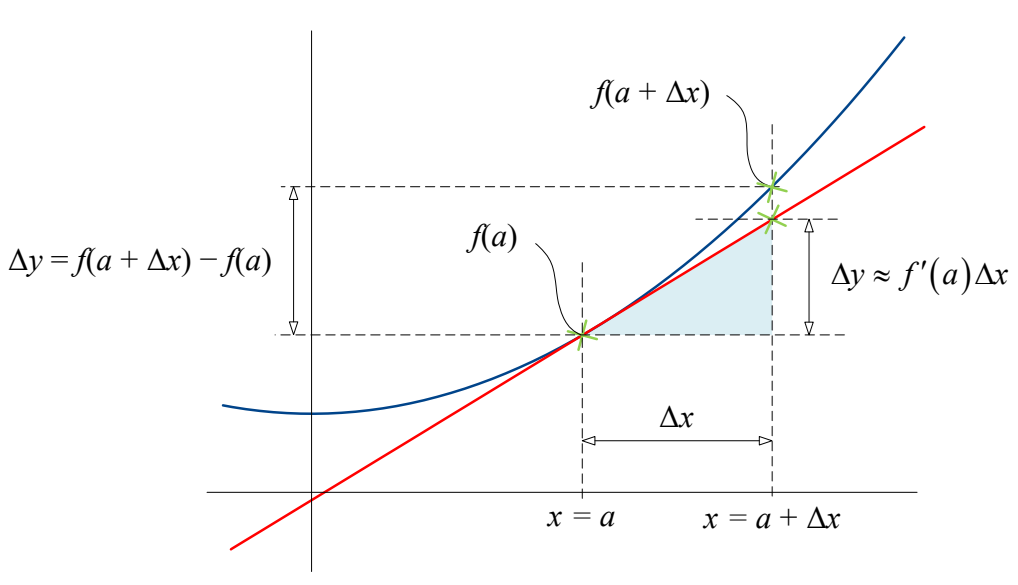 f(a + Δx)
f(a)
Δy = f(a + Δx) − f(a)
Δy ≈ f′(a)Δx
Δx
x = a
x = a + Δx